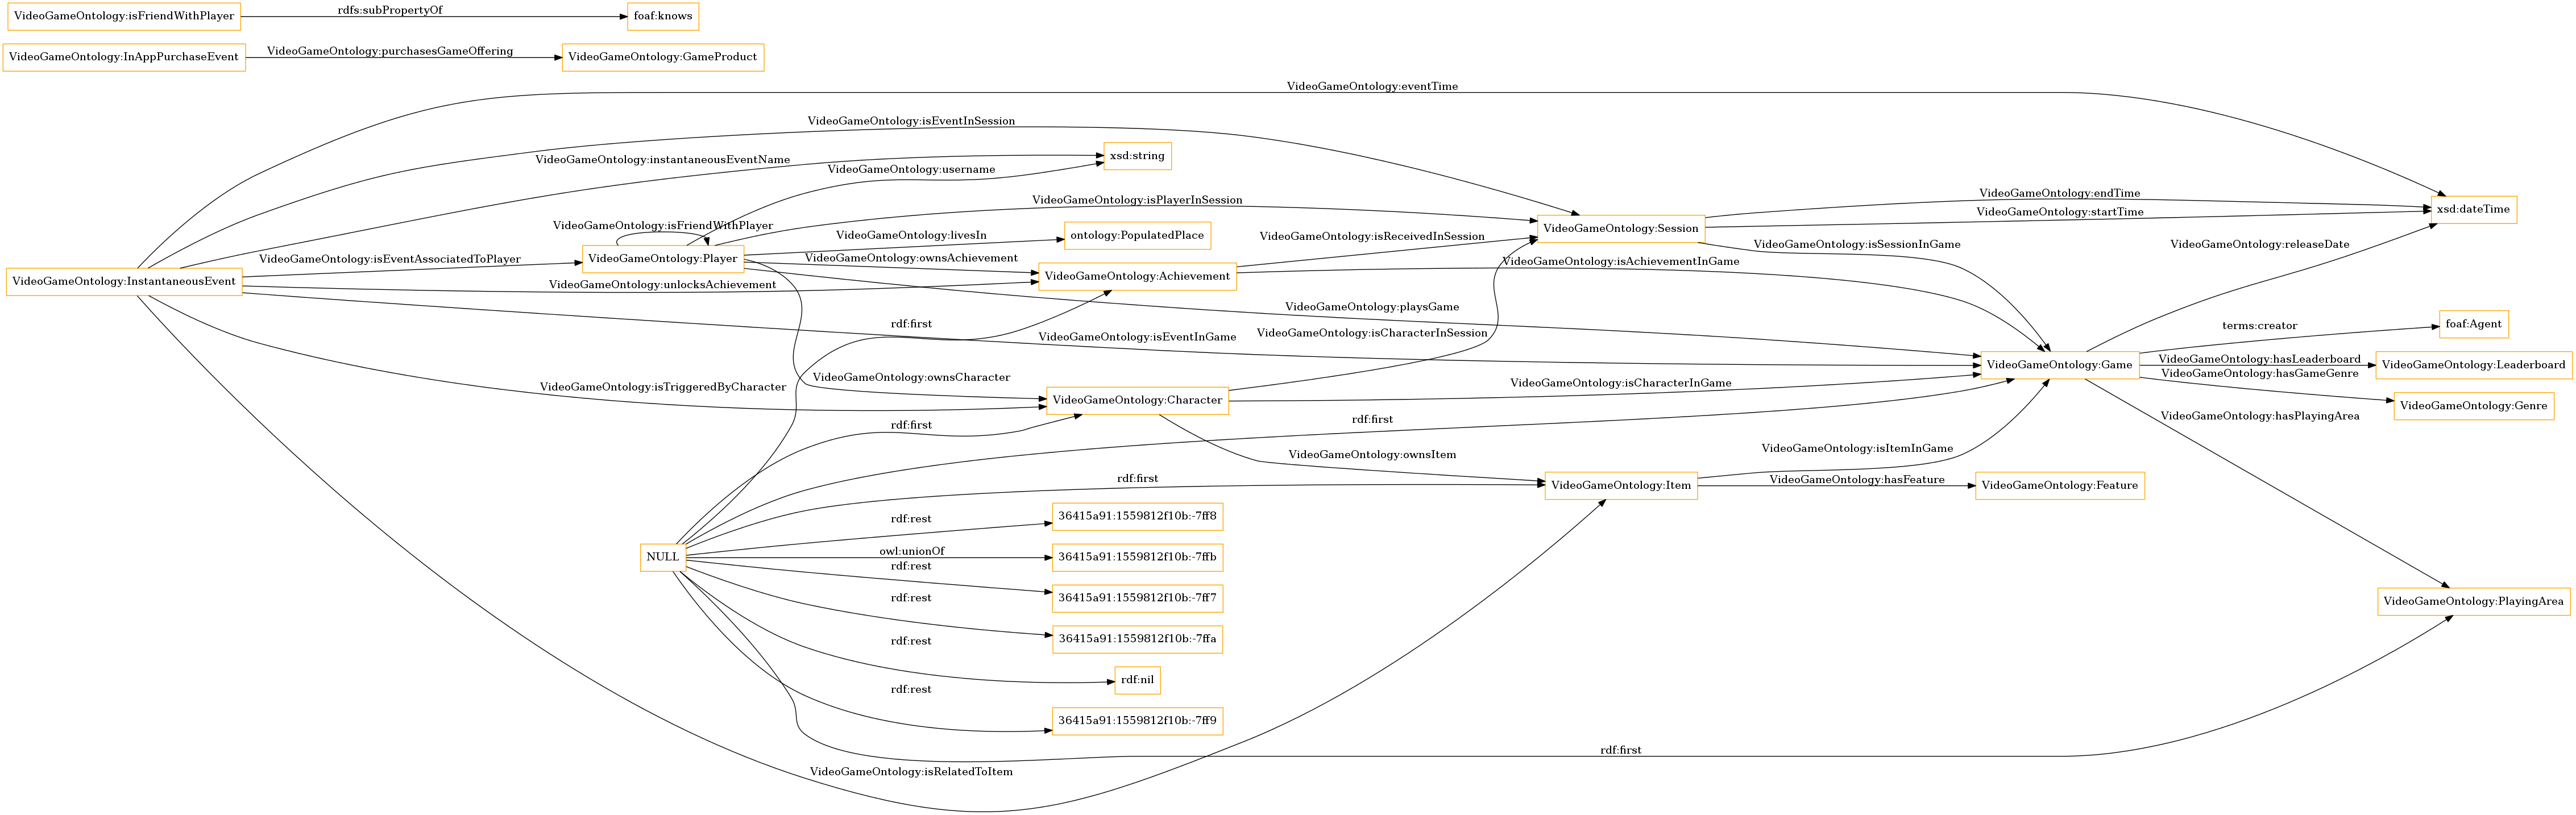 VideoGameOntology:isFriendWithPlayer
rdfs:subPropertyOf
foaf:knows
VideoGameOntology:InAppPurchaseEvent
VideoGameOntology:purchasesGameOffering
VideoGameOntology:GameProduct
VideoGameOntology:eventTime
VideoGameOntology:isEventInSession
VideoGameOntology:instantaneousEventName
xsd:string
VideoGameOntology:username
VideoGameOntology:isPlayerInSession
VideoGameOntology:endTime
xsd:dateTime
VideoGameOntology:startTime
VideoGameOntology:isFriendWithPlayer
VideoGameOntology:Session
VideoGameOntology:livesIn
ontology:PopulatedPlace
VideoGameOntology:isReceivedInSession
VideoGameOntology:isSessionInGame
VideoGameOntology:releaseDate
VideoGameOntology:isEventAssociatedToPlayer
VideoGameOntology:Player
VideoGameOntology:ownsAchievement
VideoGameOntology:isAchievementInGame
VideoGameOntology:Achievement
VideoGameOntology:InstantaneousEvent
VideoGameOntology:unlocksAchievement
VideoGameOntology:playsGame
rdf:first
VideoGameOntology:isEventInGame
VideoGameOntology:isCharacterInSession
terms:creator
foaf:Agent
VideoGameOntology:Game
VideoGameOntology:hasLeaderboard
VideoGameOntology:Leaderboard
VideoGameOntology:hasGameGenre
VideoGameOntology:ownsCharacter
VideoGameOntology:isTriggeredByCharacter
VideoGameOntology:isCharacterInGame
VideoGameOntology:Character
VideoGameOntology:Genre
rdf:first
rdf:first
VideoGameOntology:hasPlayingArea
VideoGameOntology:ownsItem
VideoGameOntology:isItemInGame
rdf:first
VideoGameOntology:Item
VideoGameOntology:hasFeature
VideoGameOntology:Feature
rdf:rest
36415a91:1559812f10b:-7ff8
NULL
owl:unionOf
36415a91:1559812f10b:-7ffb
rdf:rest
36415a91:1559812f10b:-7ff7
rdf:rest
VideoGameOntology:PlayingArea
36415a91:1559812f10b:-7ffa
rdf:rest
rdf:nil
rdf:rest
36415a91:1559812f10b:-7ff9
rdf:first
VideoGameOntology:isRelatedToItem